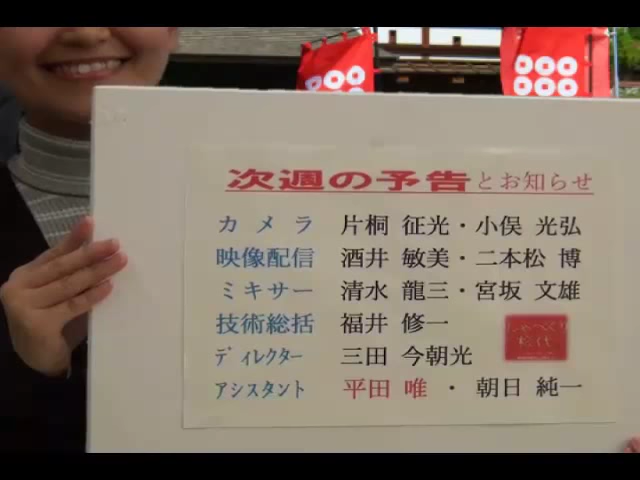 次週の予告とお知らせ
カメラ 片桐 征光・小俣 光弘
映像配信 酒井 敏美・二本松 博
ミキサー 清水 龍三・宮坂 文雄
技術総括 福井 修一
ディレクター 三田 今朝光
アシスタント 平田 唯・朝日 純一